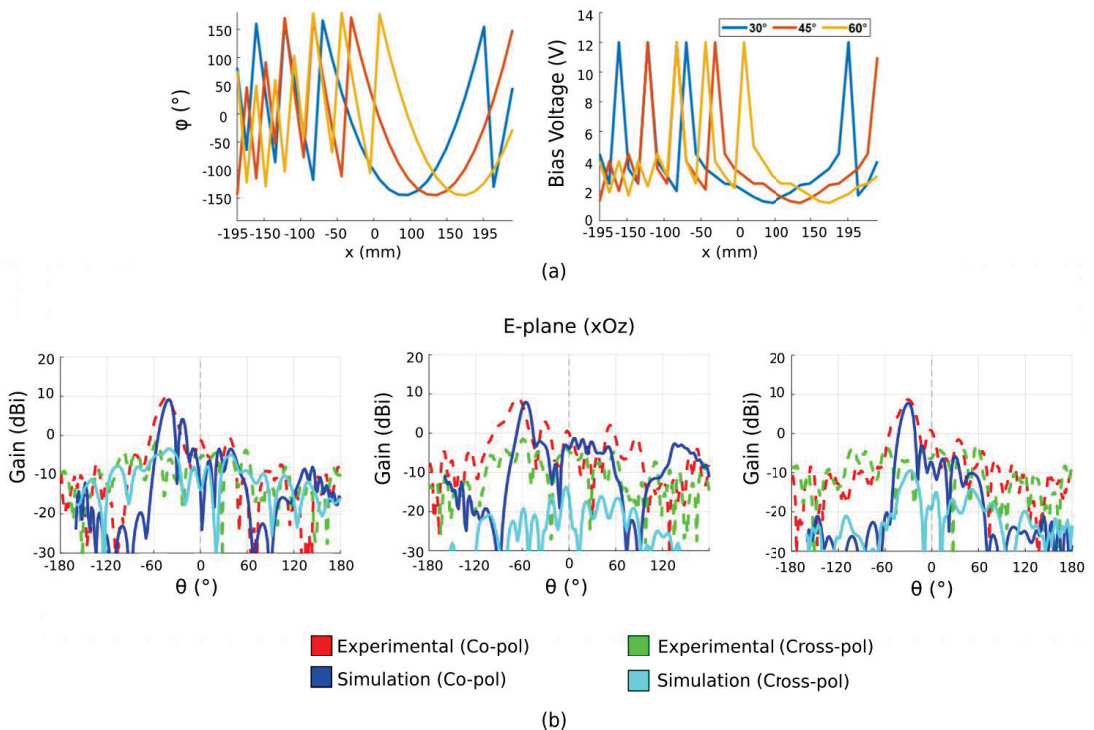 150
100
50
0
-50
-100
-150
φ (°)
-195 -150 -100 -50 0 50 100 150 195
x (mm)
14
12
10
8
6
4
2
0
Bias Voltage (V)
30° 45° 60°
-195 -150 -100 -50 0 100 150 195
x (mm)
(a)
E-plane (xOz)
20
10
0
-10
-20
-30
Gain (dBi)
-180 -120 -60 0 60 120 180
θ (°)
20
10
0
-10
-20
-30
Gain (dBi)
-180 -120 -60 0 60 120
θ (°)
20
10
0
-10
-20
-30
Gain (dBi)
-180 -120 -60 0 60 120 180
θ (°)
Experimental (Co-pol)
Experimental (Cross-pol)
Simulation (Co-pol)
Simulation (Cross-pol)
(b)